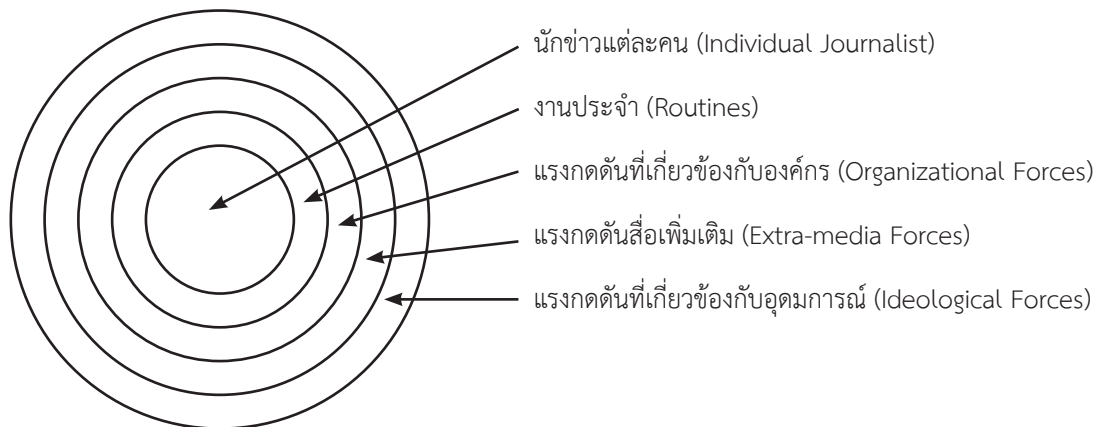 นักข่าวแต่ละคน (Individual Journalist)
งานประจำ (Routines)
แรงกดดันที่เกี่ยวข้องกับองค์กร (Organizational Forces)
แรงกดดันสื่อเพิ่มเติม (Extra-media Forces)
แรงกดดันที่เกี่ยวข้องกับอุดมการณ์ (Ideological Forces)